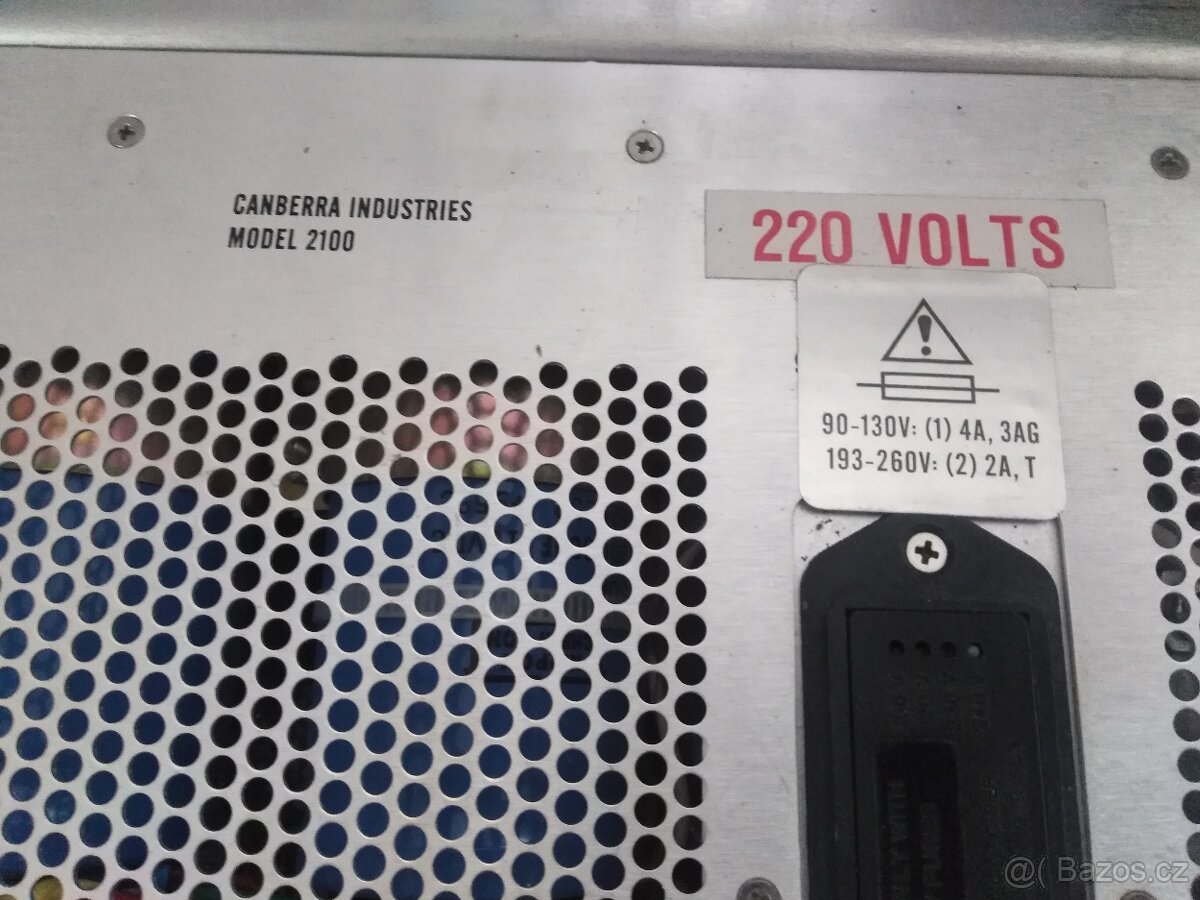 CANBERRA INDUSTRIES
MODEL 2100
220 VOLTS
90-130V: (1) 4A, 3AG
193-260V: (2) 2A, T
@( Bazos.cz